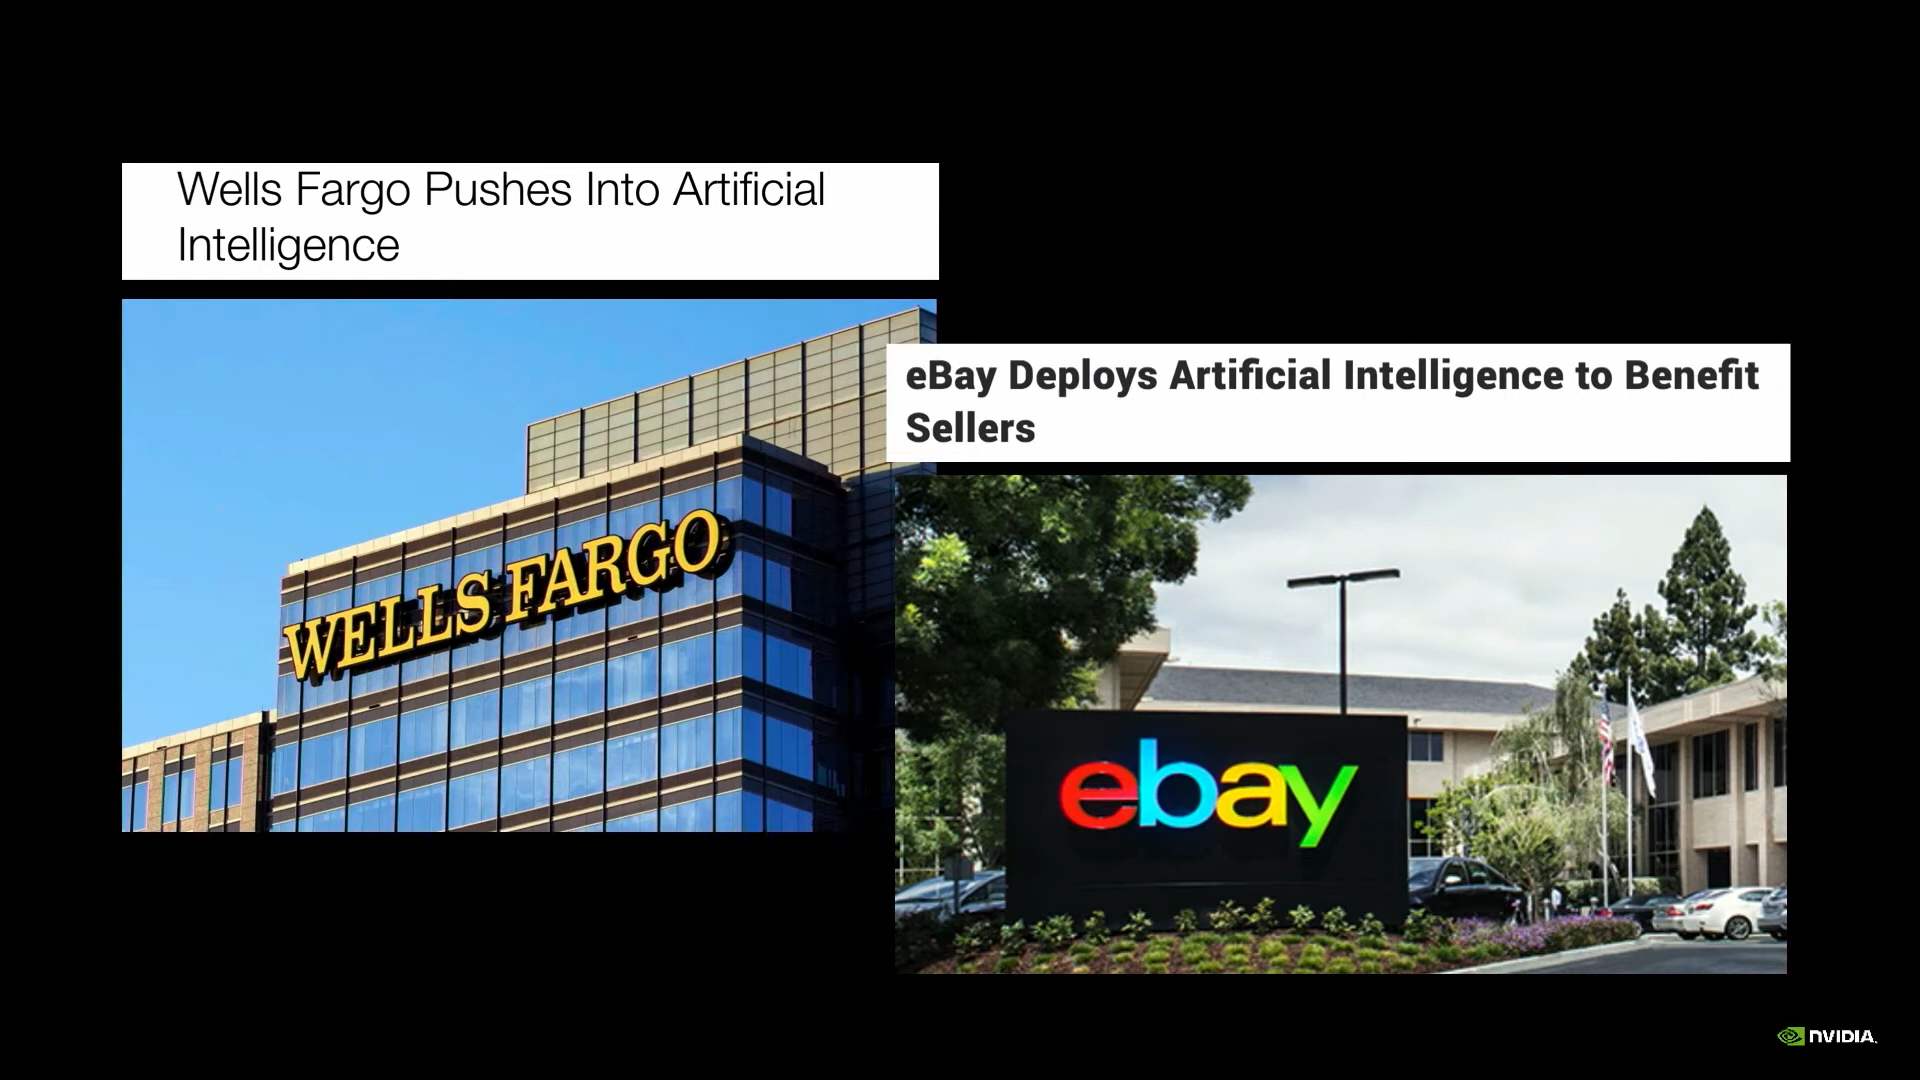 Wells Fargo Pushes Into Artificial
Intelligence
WELLS FARGO
eBay Deploys Artificial Intelligence to Benefit
Sellers
ebay
NVIDIA.